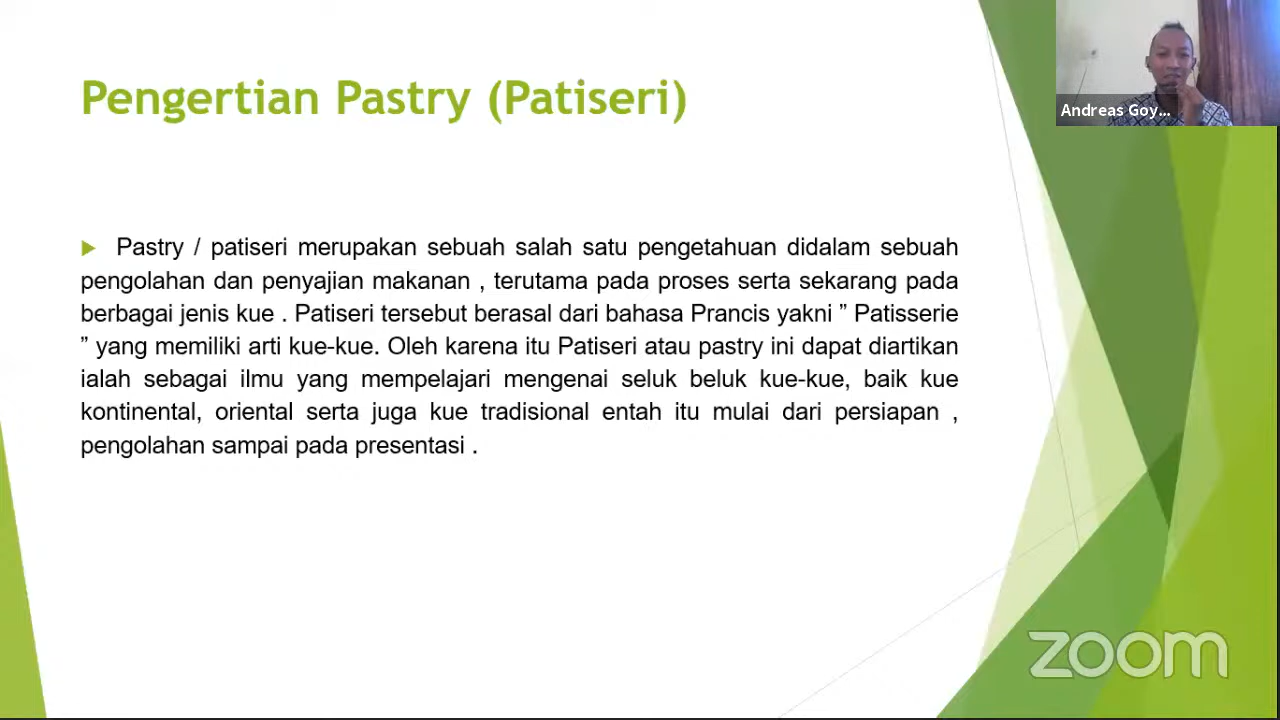 Pengertian Pastry (Patiseri)
Andreas Goy...
Pastry / patiseri merupakan sebuah salah satu pengetahuan didalam sebuah
pengolahan dan penyajian makanan , terutama pada proses serta sekarang pada
berbagai jenis kue . Patiseri tersebut berasal dari bahasa Prancis yakni ” Patisserie
” yang memiliki arti kue-kue. Oleh karena itu Patiseri atau pastry ini dapat diartikan
ialah sebagai ilmu yang mempelajari mengenai seluk beluk kue-kue, baik kue
kontinental, oriental serta juga kue tradisional entah itu mulai dari persiapan ,
pengolahan sampai pada presentasi .
zoom